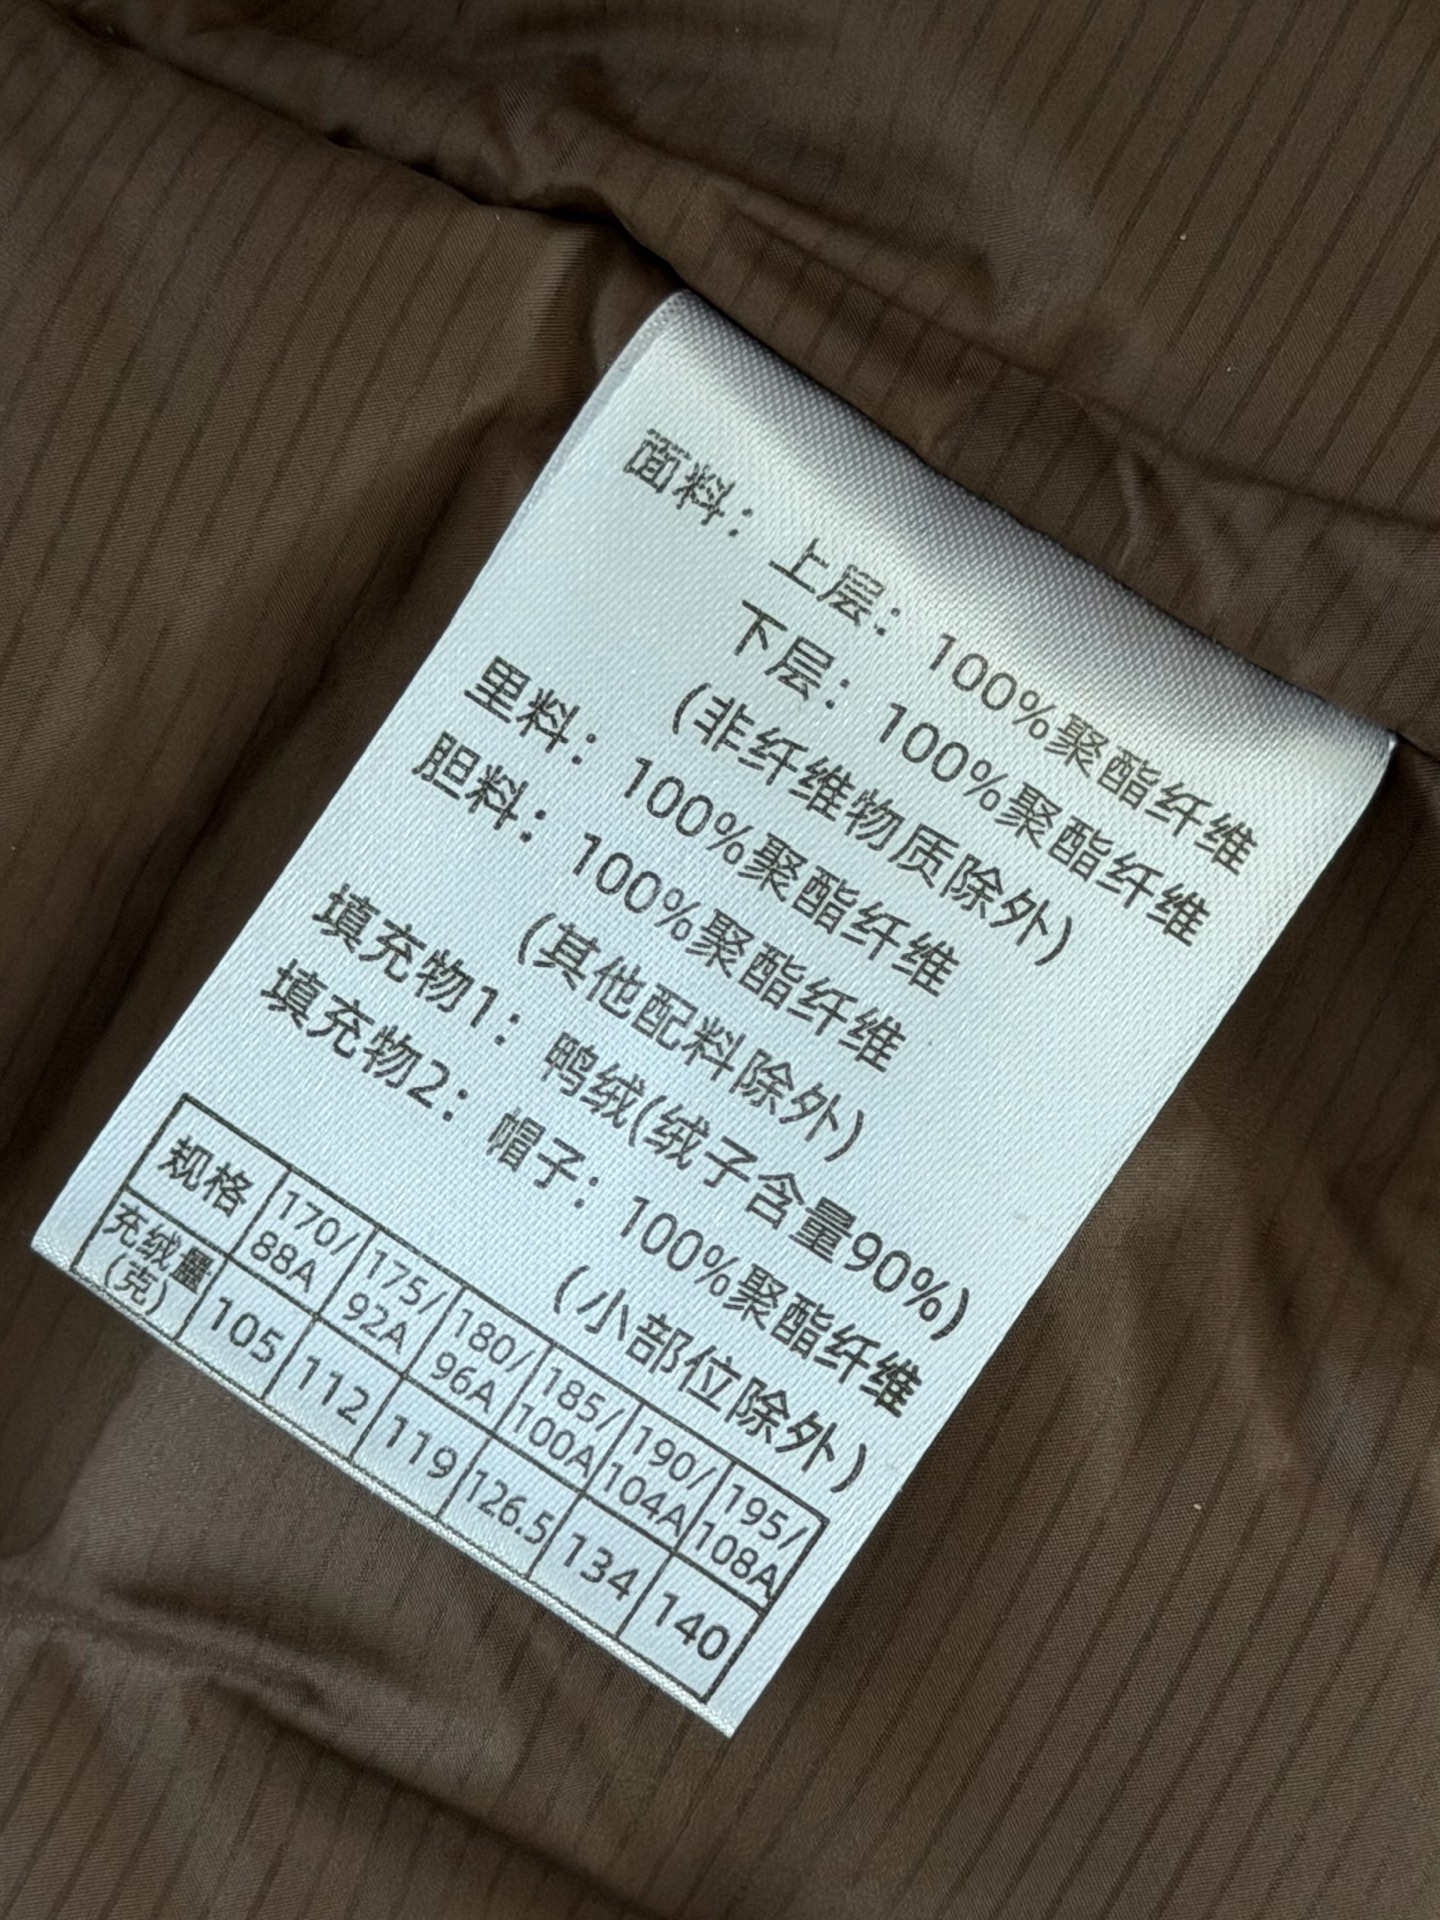 面料：上层：100%聚酯纤维
下层：100%聚酯纤维
(非纤维物质除外)
里料：100%聚酯纤维
胆料：100%聚酯纤维
(其他配料除外)
填充物1：鸭绒(绒子含量90%)
填充物2：帽子：100%聚酯纤维
(小部位除外)
规格 170/88A 175/92A 180/96A 185/100A 190/104A 195/108A
充绒量(克) 105 112 119 126.5 134 140